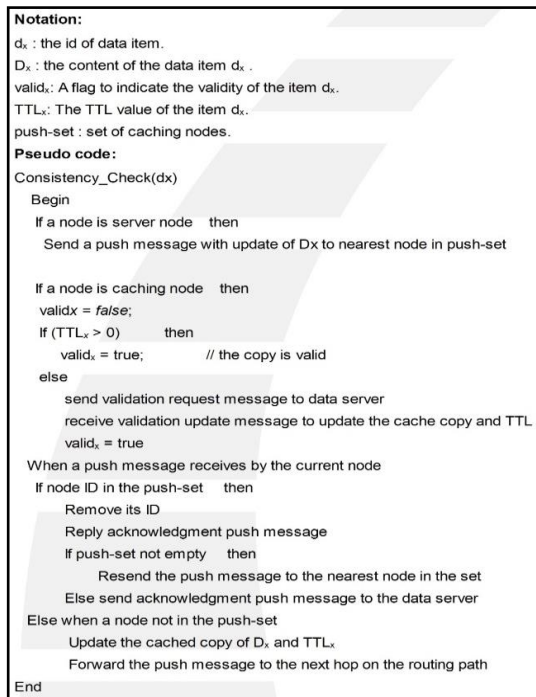 Notation:
dₓ : the id of data item.
Dₓ : the content of the data item dₓ .
validₓ: A flag to indicate the validity of the item dₓ.
TTLₓ: The TTL value of the item dₓ.
push-set : set of caching nodes.
Pseudo code:
Consistency_Check(dx)
Begin
If a node is server node then
Send a push message with update of Dx to nearest node in push-set
If a node is caching node then
validx = false;
If (TTLₓ > 0) then
validₓ = true; // the copy is valid
else
send validation request message to data server
receive validation update message to update the cache copy and TTL
validₓ = true
When a push message receives by the current node
If node ID in the push-set then
Remove its ID
Reply acknowledgment push message
If push-set not empty then
Resend the push message to the nearest node in the set
Else send acknowledgment push message to the data server
Else when a node not in the push-set
Update the cached copy of Dₓ and TTLₓ
Forward the push message to the next hop on the routing path
End